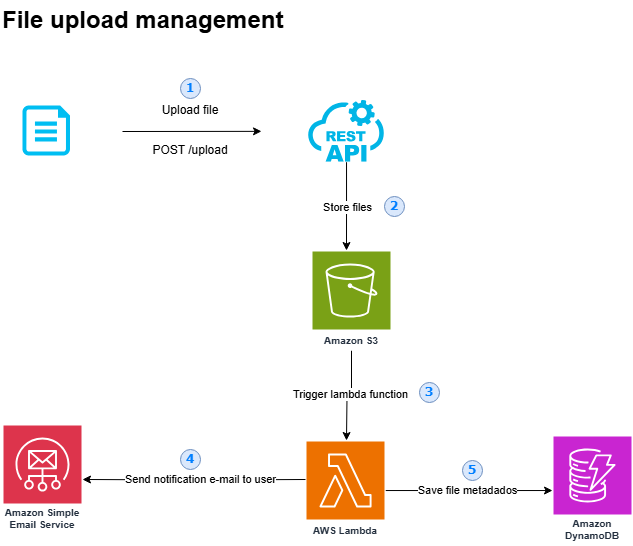 File upload management
1
Upload file
POST /upload
REST
API
Store files
2
Amazon S3
Trigger lambda function
3
4
Send notification e-mail to user
5
Save file metadados
Amazon Simple
Email Service
AWS Lambda
Amazon
DynamoDB